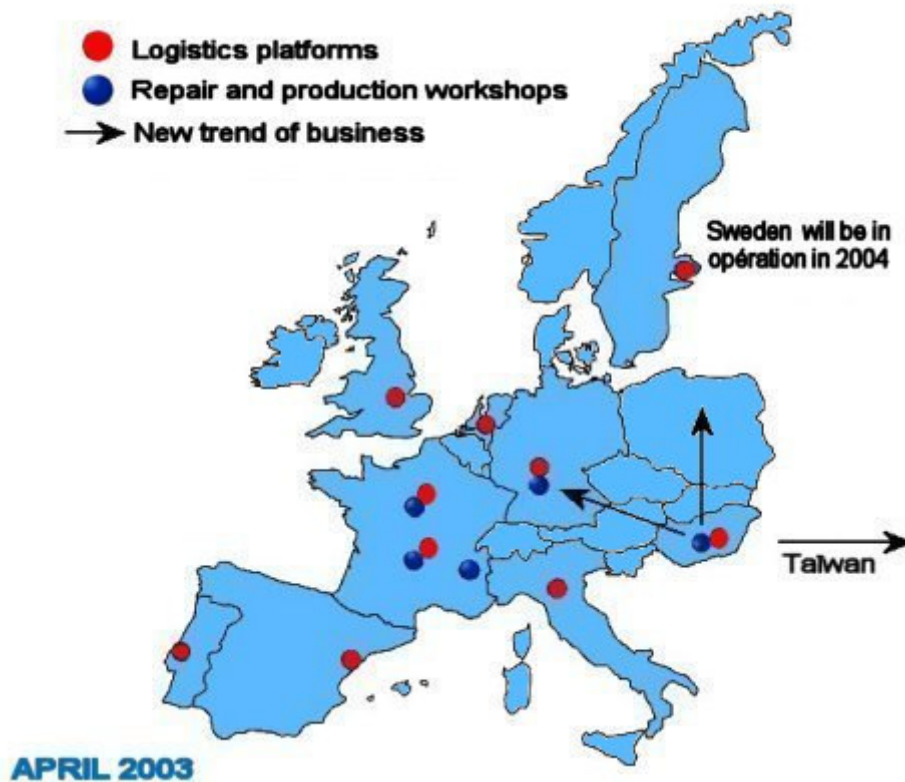 Logistics platforms
Repair and production workshops
New trend of business
Sweden will be in
opération in 2004
Taiwan
APRIL 2003